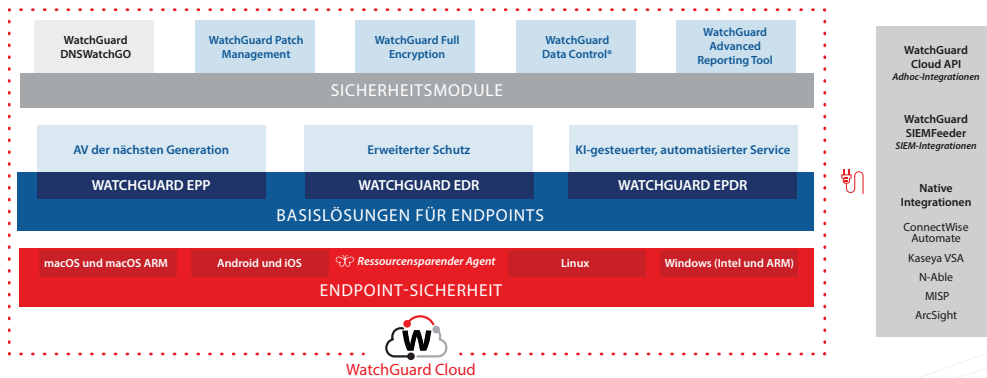 WatchGuard
DNSWatchGO
WatchGuard Patch
Management
WatchGuard Full
Encryption
WatchGuard
Data Control*
WatchGuard
Advanced
Reporting Tool
SICHERHEITSMODULE
AV der nächsten Generation
Erweiterter Schutz
KI-gesteuerter, automatisierter Service
WATCHGUARD EPP
WATCHGUARD EDR
WATCHGUARD EPDR
BASISLÖSUNGEN FÜR ENDPOINTS
macOS und macOS ARM
Android und iOS
Ressourcensparender Agent
Linux
Windows (Intel und ARM)
ENDPOINT-SICHERHEIT
W
WatchGuard Cloud
WatchGuard
Cloud API
Adhoc-Integrationen
WatchGuard
SIEMFeeder
SIEM-Integrationen
Native
Integrationen
ConnectWise
Automate
Kaseya VSA
N-Able
MISP
ArcSight